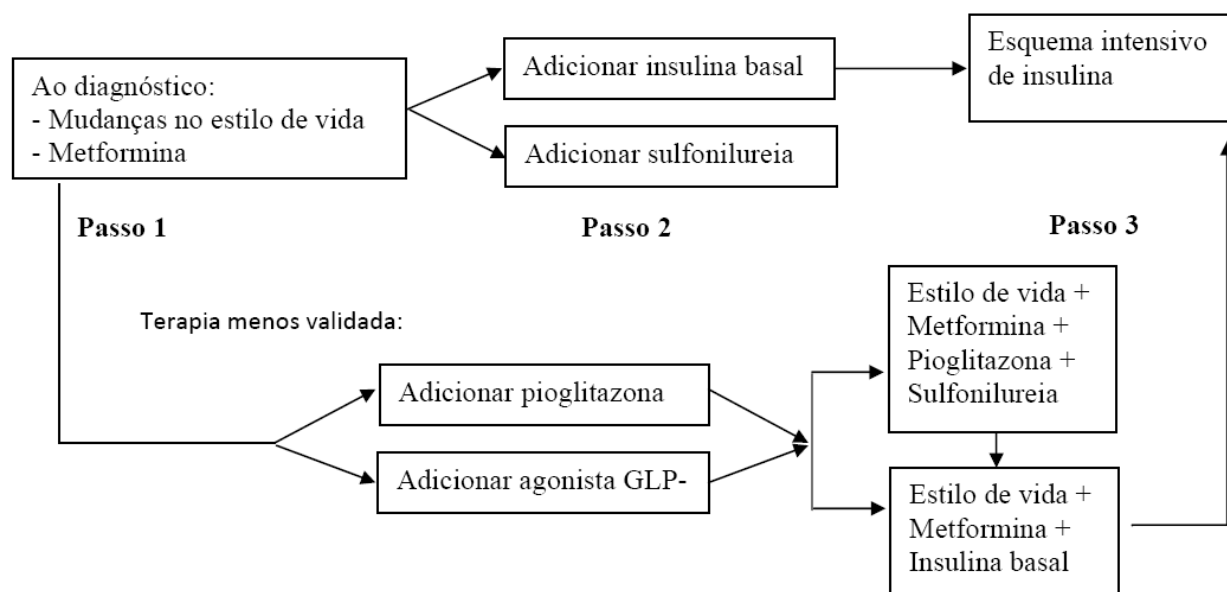 Ao diagnóstico:
- Mudanças no estilo de vida
- Metformina
Adicionar insulina basal
Adicionar sulfonilureia
Esquema intensivo
de insulina
Passo 1
Passo 2
Passo 3
Terapia menos validada:
Adicionar pioglitazona
Adicionar agonista GLP-
Estilo de vida +
Metformina +
Pioglitazona +
Sulfonilureia
Estilo de vida +
Metformina +
Insulina basal